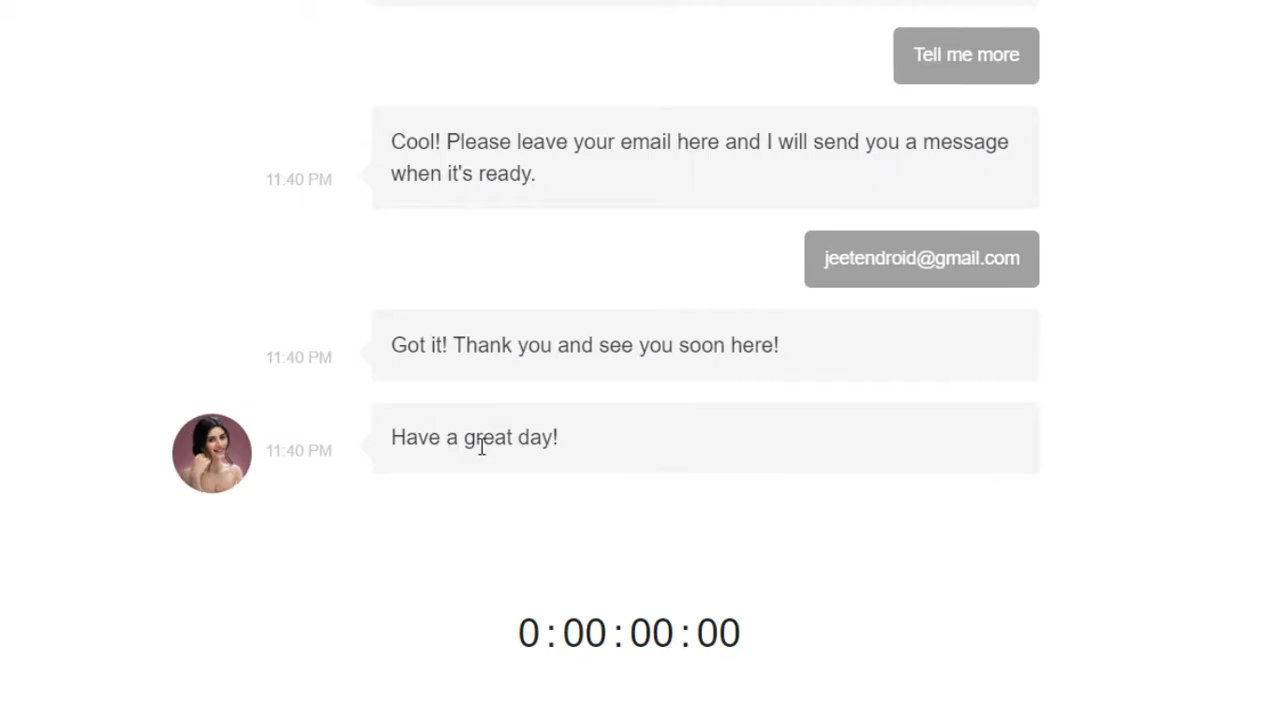 Tell me more
Cool! Please leave your email here and I will send you a message
when it's ready.
11:40 PM
jeetendroid@gmail.com
Got it! Thank you and see you soon here!
11:40 PM
Have a great day!
11:40 PM
0:00:00:00